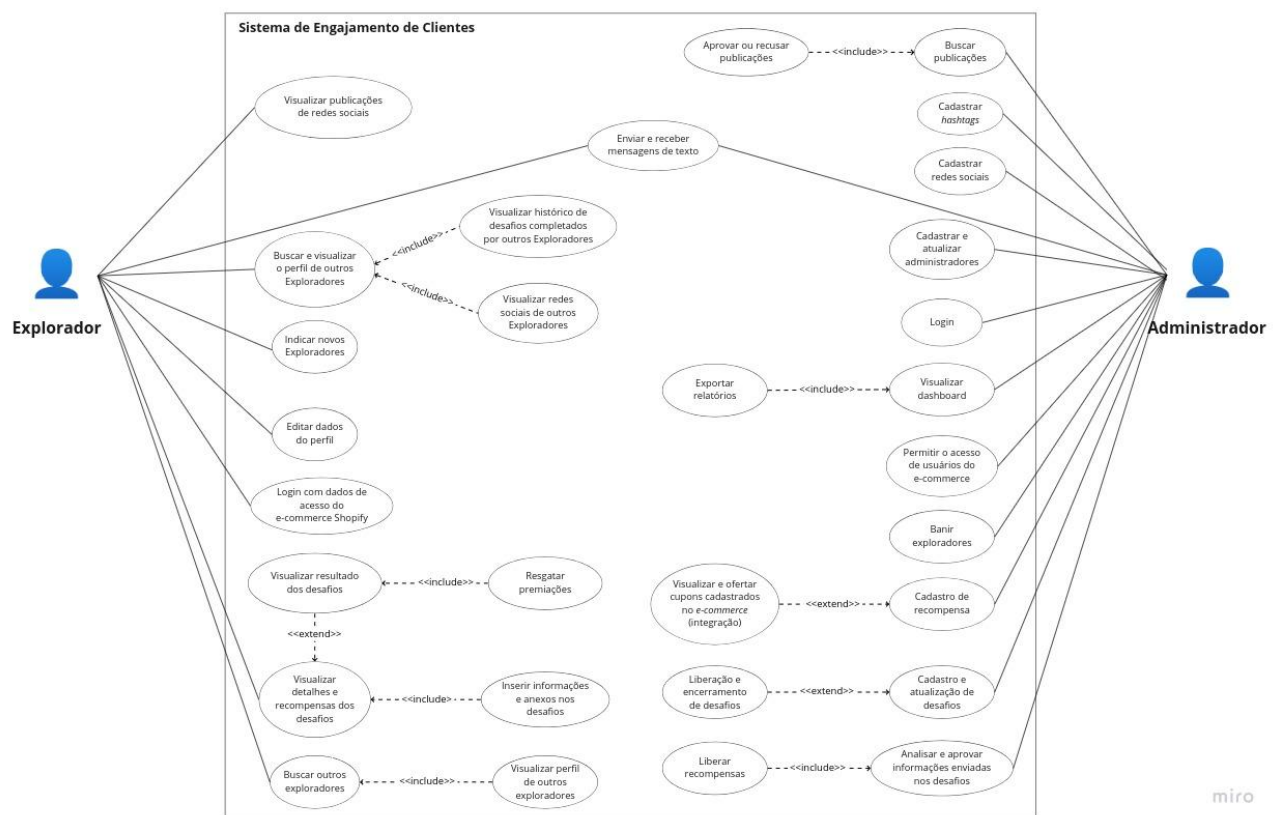 Sistema de Engajamento de Clientes
Aprovar ou recusar
publicações
<<include>>
Buscar
publicações
Visualizar publicações
de redes sociais
Cadastrar
hashtags
Enviar e receber
mensagens de texto
Cadastrar
redes sociais
Visualizar histórico de
desafios completados
por outros Exploradores
<<include>>
Buscar e visualizar
o perfil de outros
Exploradores
<<include>>
Visualizar redes
sociais de outros
Exploradores
Cadastrar e
atualizar
administradores
Explorador
Administrador
Login
Indicar novos
Exploradores
Exportar
relatórios
<<include>>
Visualizar
dashboard
Editar dados
do perfil
Permitir o acesso
de usuários do
e-commerce
Login com dados de
acesso do
e-commerce Shopify
Banir
exploradores
Visualizar resultado
dos desafios
<<include>>
Resgatar
premiações
Visualizar e ofertar
cupons cadastrados
no e-commerce
(integração)
<<extend>>
Cadastro de
recompensa
<<extend>>
Visualizar
detalhes e
recompensas dos
desafios
<<include>
Inserir informações
e anexos nos
desafios
Liberação e
encerramento
de desafios
<<extend>>
Cadastro e
atualização de
desafios
Buscar outros
exploradores
<<include>>
Visualizar perfil
de outros
exploradores
Liberar
recompensas
<<include>>
Analisar e aprovar
informações enviadas
nos desafios
miro